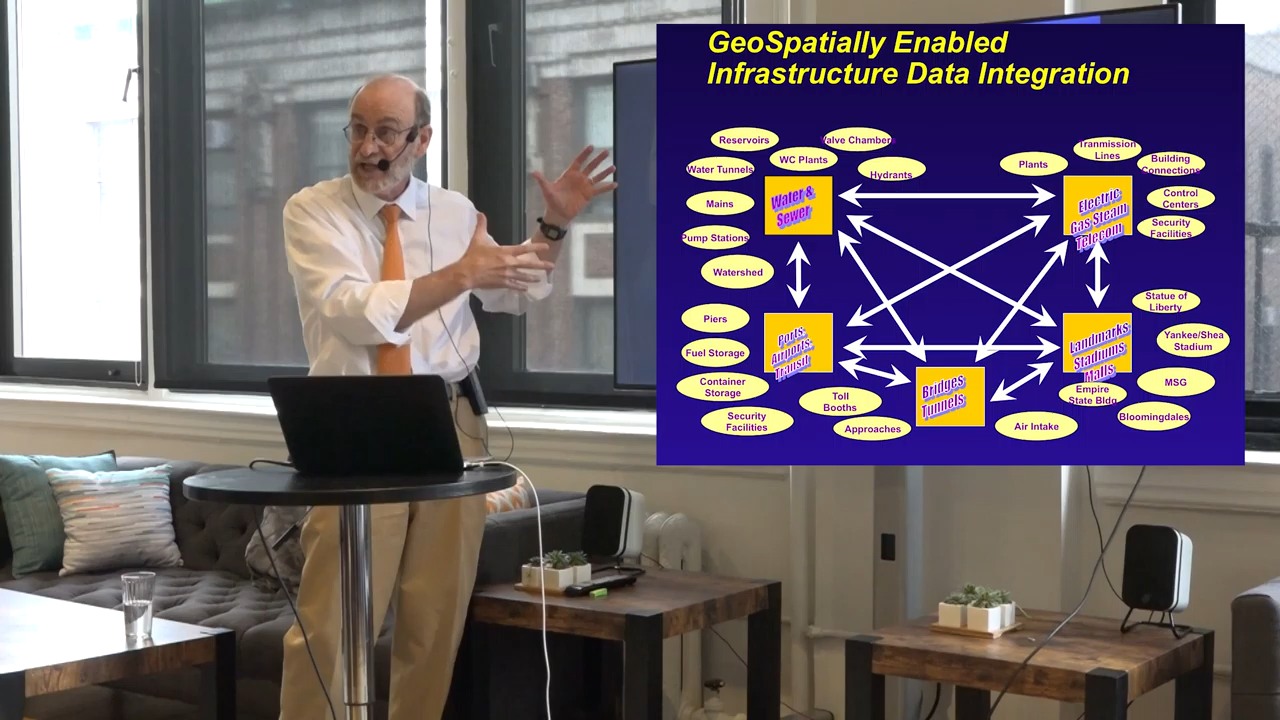 GeoSpatially Enabled
Infrastructure Data Integration
Reservoirs
Valve Chambers
WC Plants
Water Tunnels
Hydrants
Mains
Pump Stations
Watershed
Water &
Sewer
Plants
Tranmission
Lines
Building
Connections
Control
Centers
Security
Facilities
Electric
Gas Steam
Telecom
Piers
Fuel Storage
Container
Storage
Security
Facilities
Ports
Airports
Transit
Toll
Booths
Approaches
Bridges
Tunnels
Air Intake
Landmarks
Stadiums
Malls
Statue of
Liberty
Yankee/Shea
Stadium
MSG
Empire
State Bldg
Bloomingdales